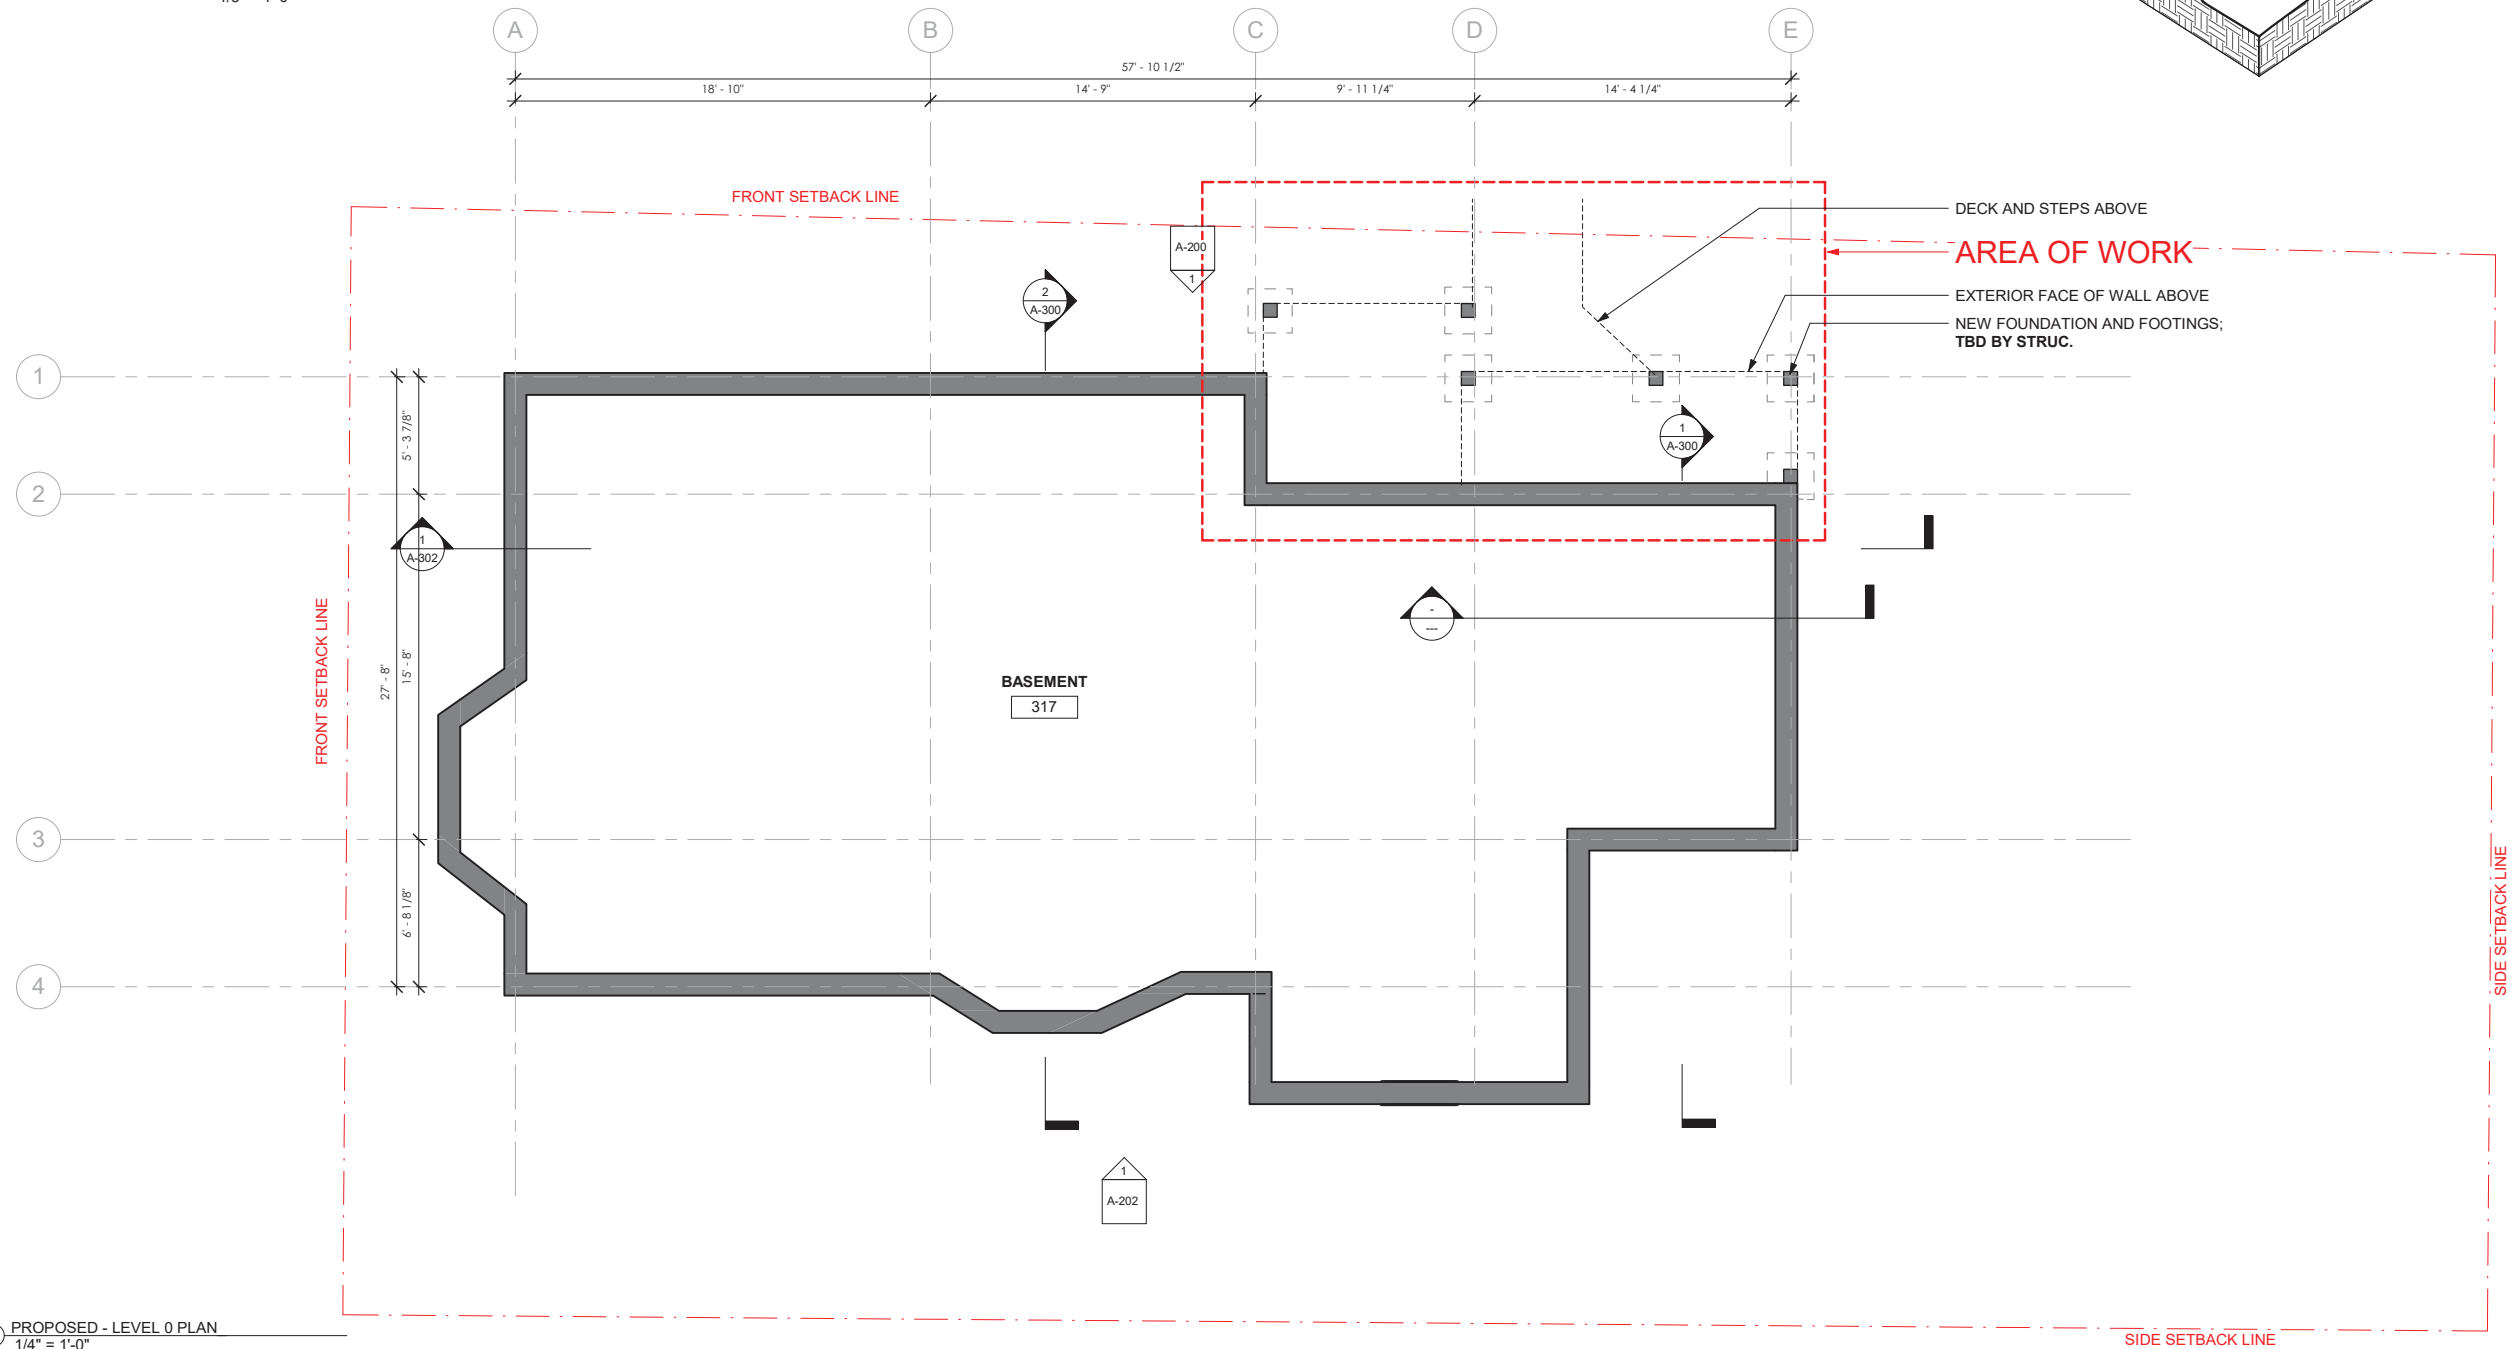 A
B
C
D
E
57' - 10 1/2"
18' - 10"
14' - 9"
9' - 11 1/4"
14' - 4 1/4"
FRONT SETBACK LINE
DECK AND STEPS ABOVE
A-200
1
AREA OF WORK
2
A-300
EXTERIOR FACE OF WALL ABOVE
NEW FOUNDATION AND FOOTINGS;
TBD BY STRUC.
1
5' - 3 7/8"
1
A-300
2
1
A-302
FRONT SETBACK LINE
27' - 8"
15' - 8"
-
---
BASEMENT
317
3
6' - 8 1/8"
SIDE SETBACK LINE
4
1
A-202
PROPOSED - LEVEL 0 PLAN
1/4" = 1'-0"
SIDE SETBACK LINE